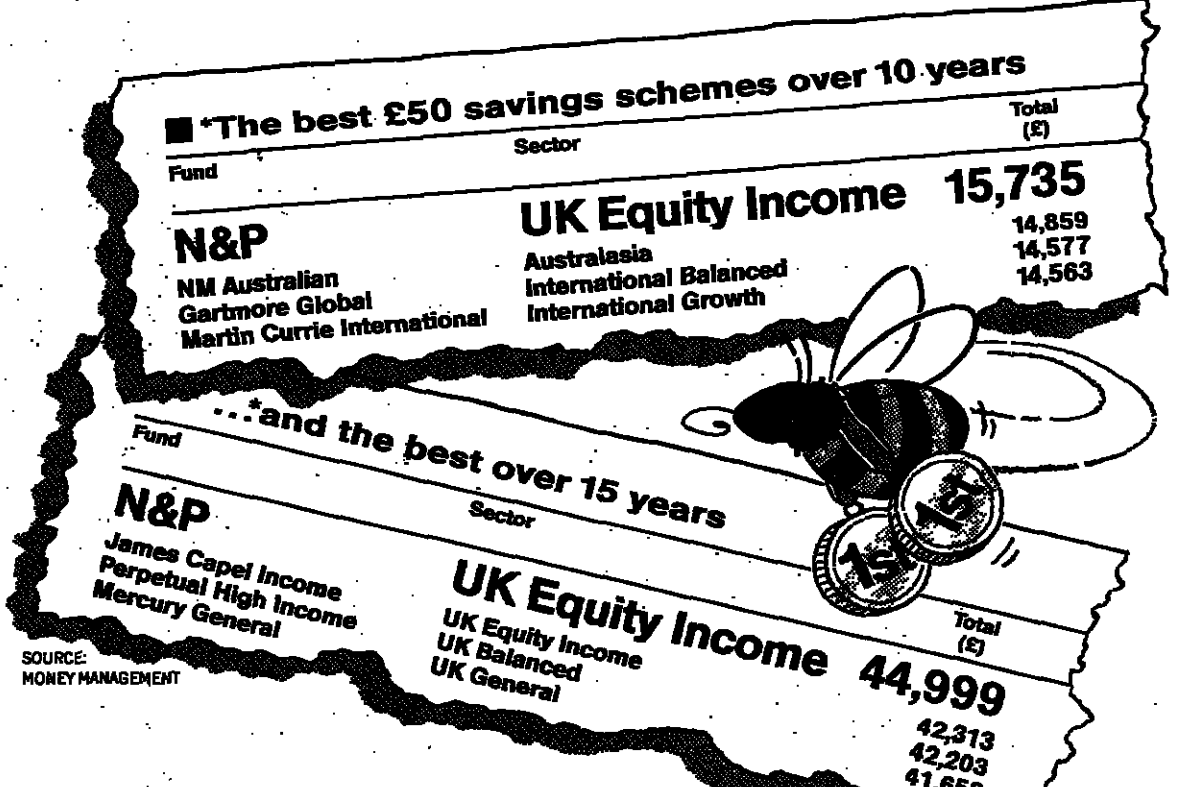 ■ *The best £50 savings schemes over 10 years
Fund Sector Total (£)
N&P UK Equity Income 15,735
NM Australian Australasia 14,859
Gartmore Global International Balanced 14,577
Martin Currie International International Growth 14,563
...*and the best over 15 years
Fund Sector Total (£)
N&P UK Equity Income 44,999
James Capel Income UK Equity Income 42,313
Perpetual High Income UK Balanced 42,203
Mercury General UK General
1st
1st
SOURCE:
MONEY MANAGEMENT